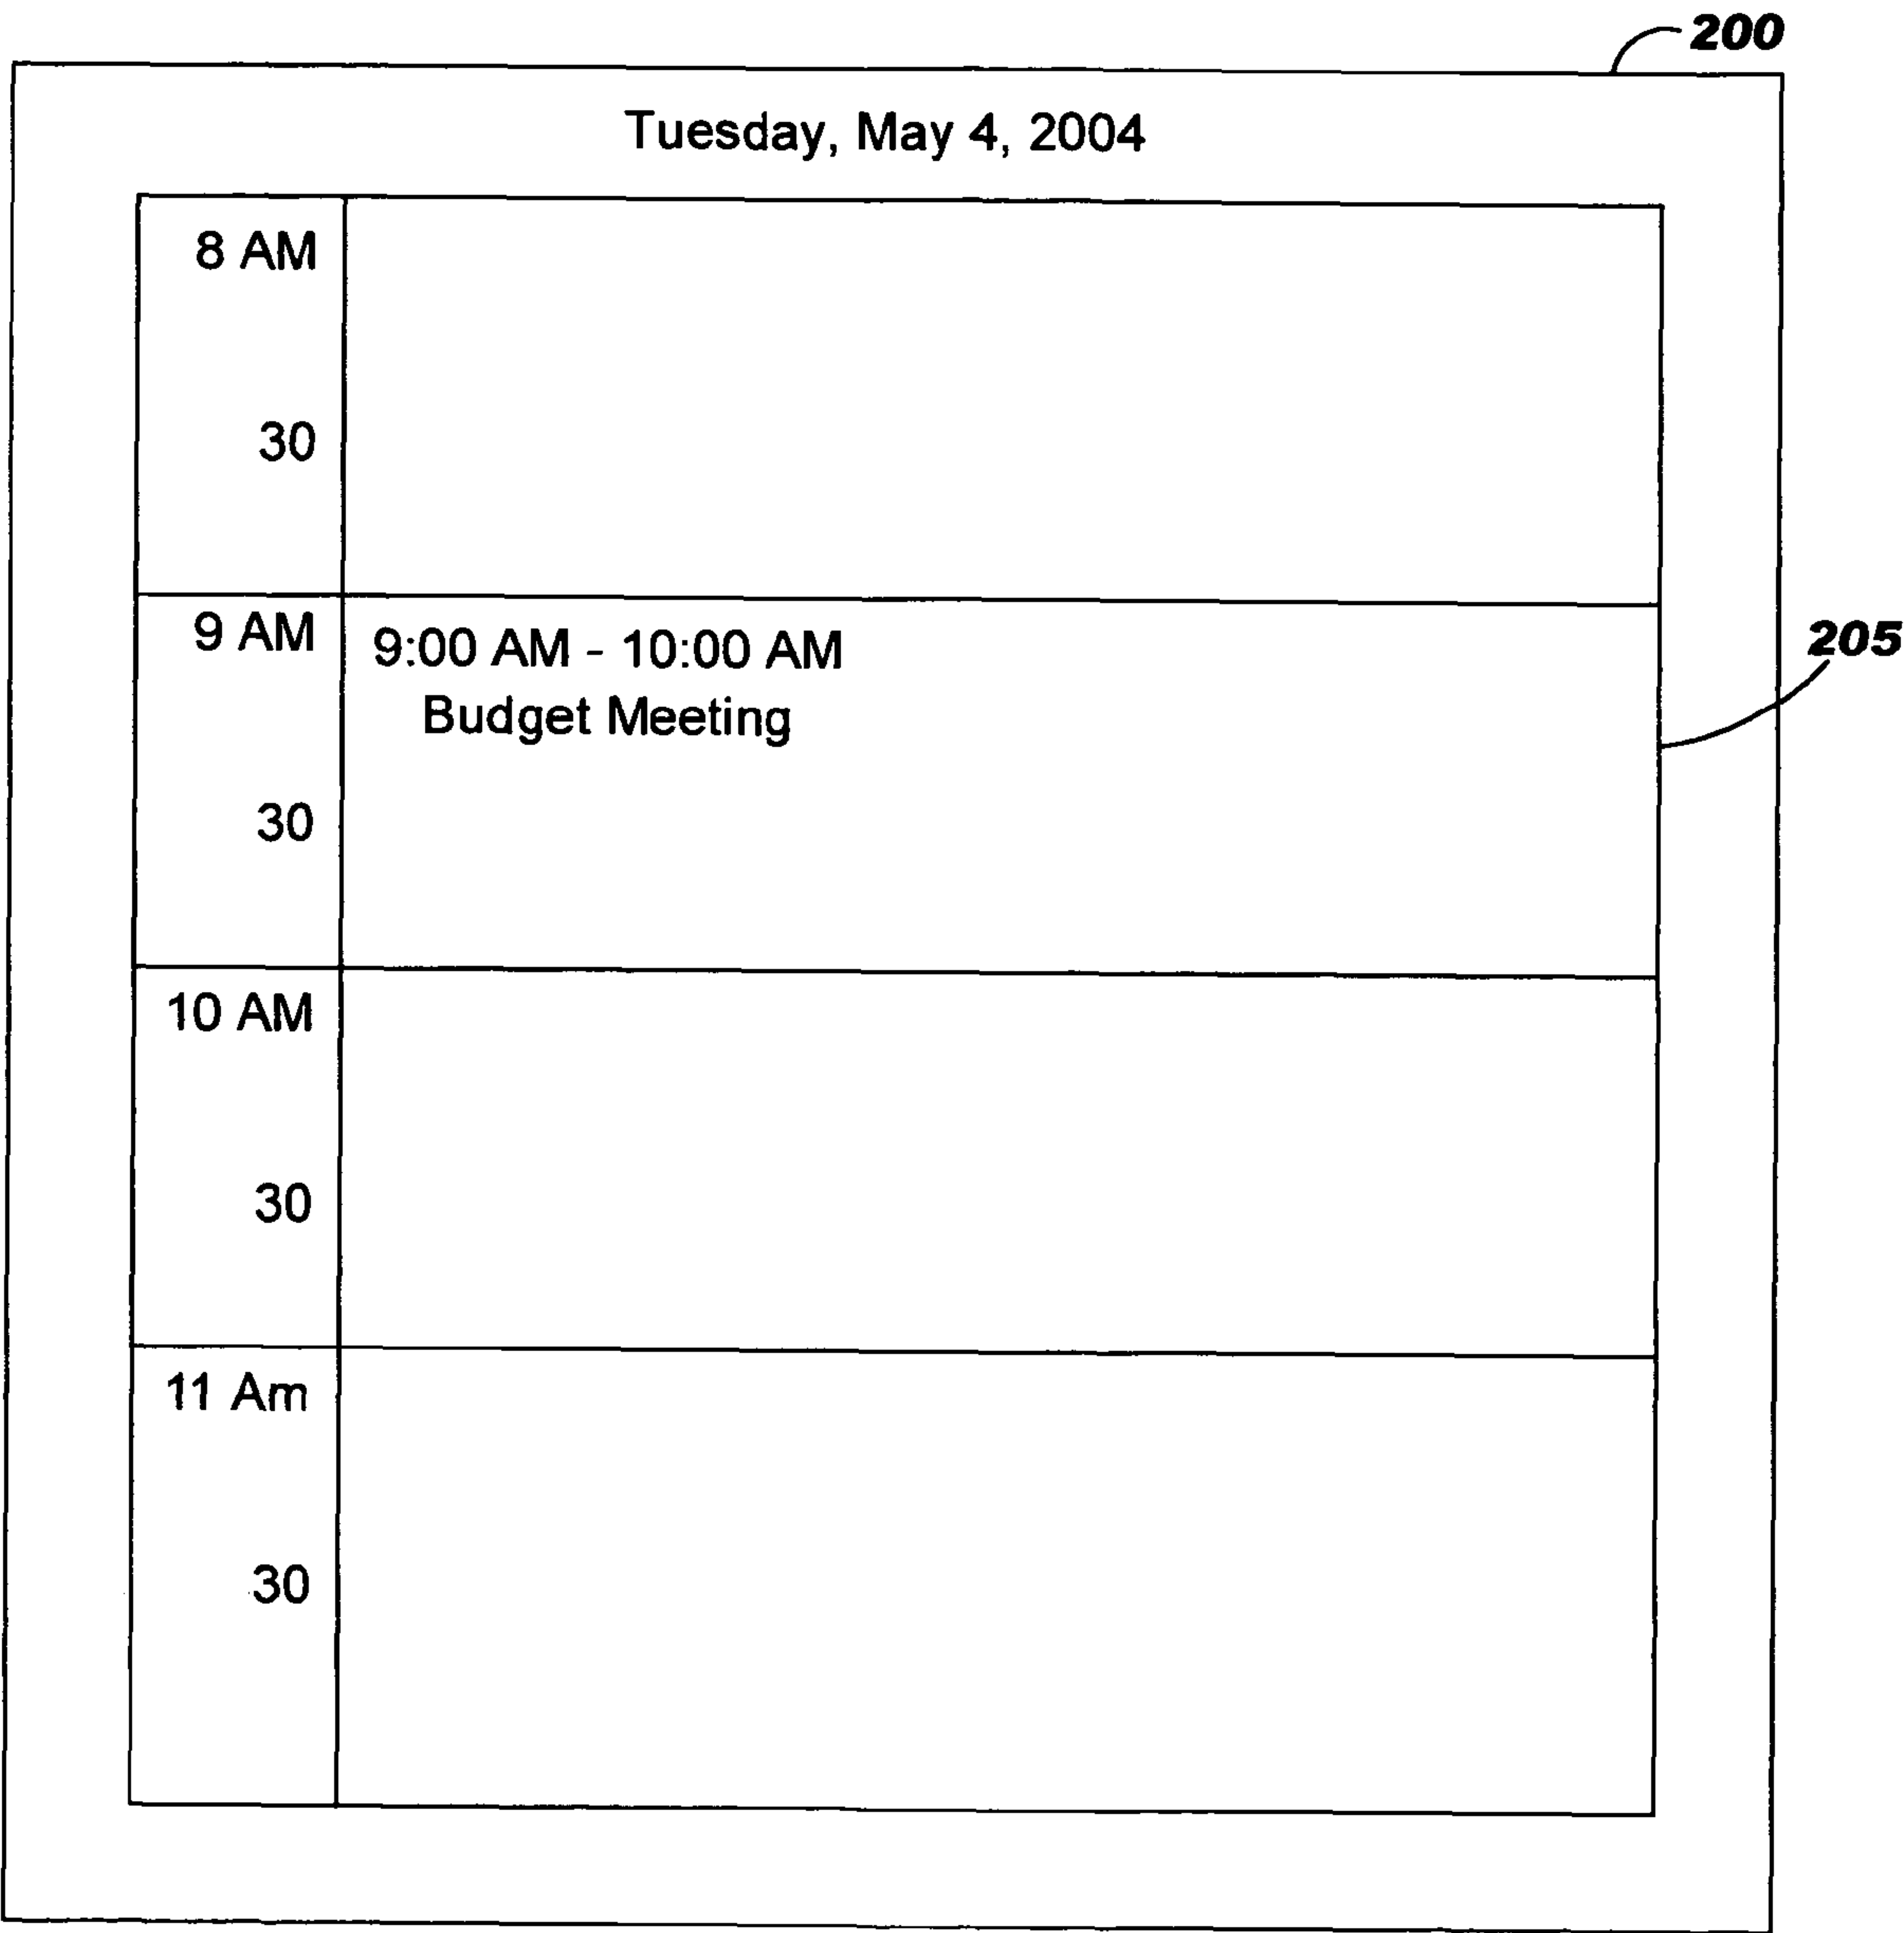 200
Tuesday, May 4, 2004
8 AM
30
9 AM
9:00 AM - 10:00 AM
Budget Meeting
205
30
10 AM
30
11 Am
30